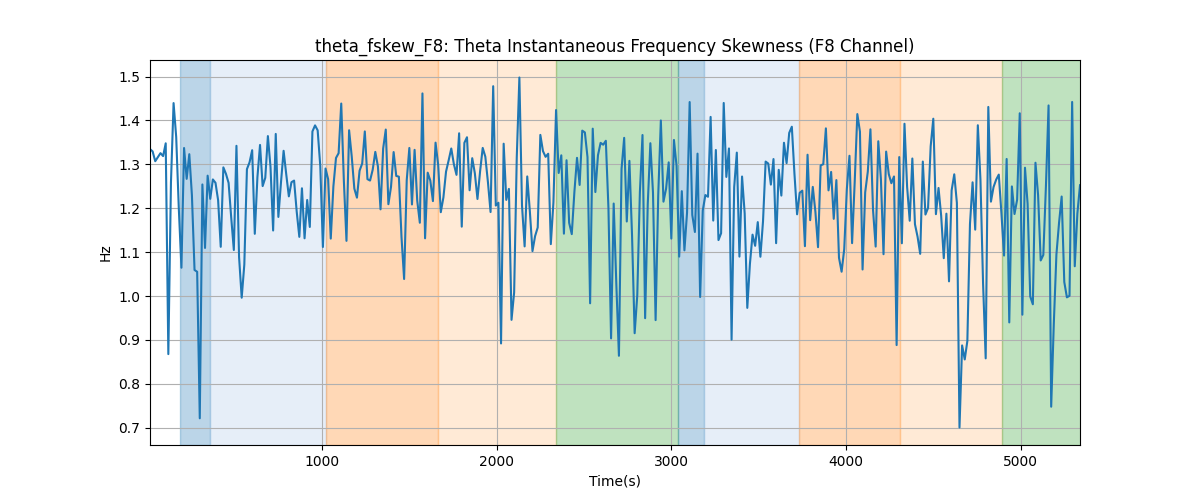 theta_fskew_F8: Theta Instantaneous Frequency Skewness (F8 Channel)
1.5
1.4
1.3
1.2
1.1
1.0
0.9
0.8
0.7
Hz
1000 2000 3000 4000 5000
Time(s)